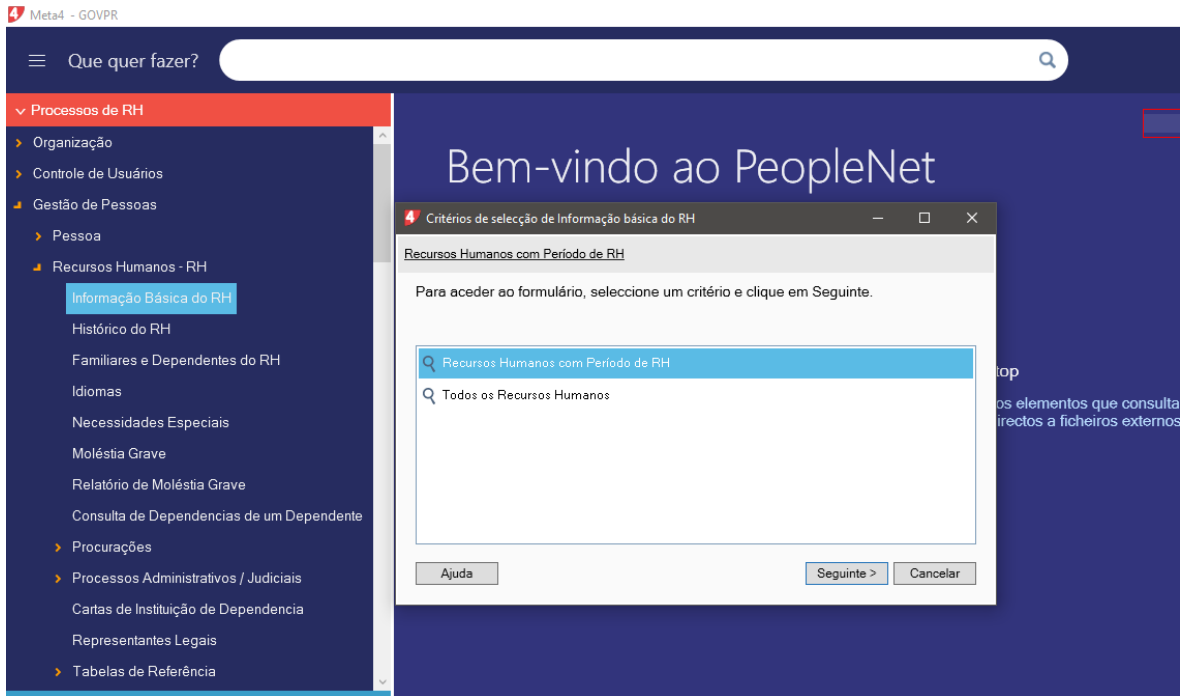 Meta4 - GOVPR
Que quer fazer?
Processos de RH
Organização
Controle de Usuários
Gestão de Pessoas
Pessoa
Recursos Humanos - RH
Informação Básica do RH
Histórico do RH
Familiares e Dependentes do RH
Idiomas
Necessidades Especiais
Moléstia Grave
Relatório de Moléstia Grave
Consulta de Dependencias de um Dependente
Procurações
Processos Administrativos / Judiciais
Cartas de Instituição de Dependencia
Representantes Legais
Tabelas de Referência
Bem-vindo ao PeopleNet
Critérios de selecção de Informação básica do RH
Recursos Humanos com Período de RH
Para aceder ao formulário, seleccione um critério e clique em Seguinte.
Recursos Humanos com Período de RH
Todos os Recursos Humanos
Ajuda
Seguinte >
Cancelar
top
os elementos que consulta
irectos a ficheiros externos